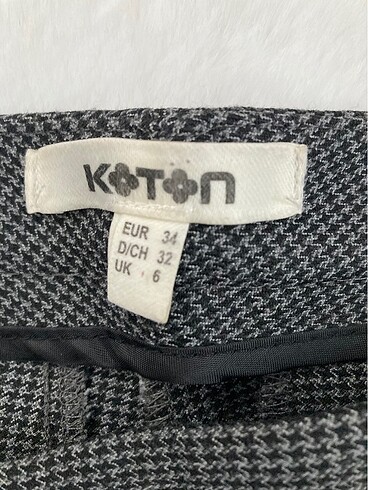 KOTON
EUR 34
D/CH 32
UK 6